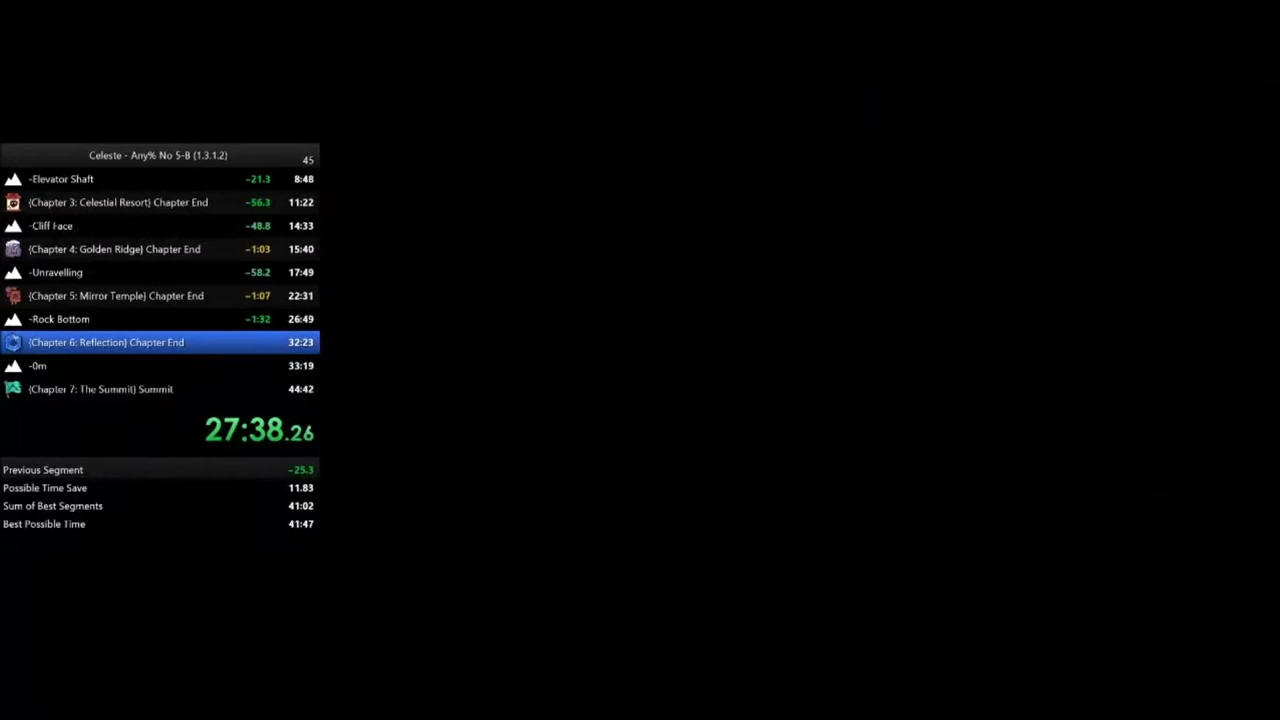 Celeste - Any% No 5-B (1.3.1.2)
45
-Elevator Shaft -21.3 8:48
{Chapter 3: Celestial Resort} Chapter End -56.3 11:22
-Cliff Face -48.8 14:33
{Chapter 4: Golden Ridge} Chapter End -1:03 15:40
-Unravelling -58.2 17:49
{Chapter 5: Mirror Temple} Chapter End -1:07 22:31
-Rock Bottom -1:32 26:49
{Chapter 6: Reflection} Chapter End 32:23
-0m 33:19
{Chapter 7: The Summit} Summit 44:42
27:38.26
Previous Segment -25.3
Possible Time Save 11.83
Sum of Best Segments 41:02
Best Possible Time 41:47